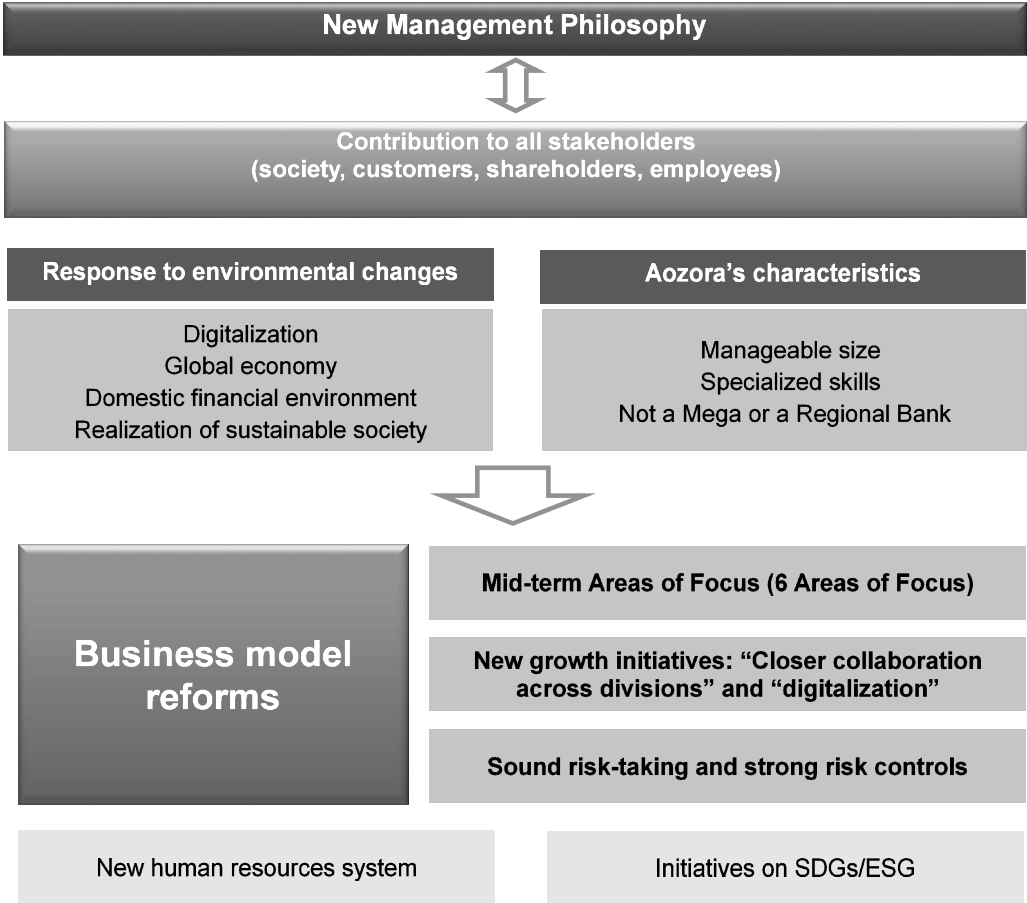 New Management Philosophy
Contribution to all stakeholders
(society, customers, shareholders, employees)
Response to environmental changes
Digitalization
Global economy
Domestic financial environment
Realization of sustainable society
Aozora’s characteristics
Manageable size
Specialized skills
Not a Mega or a Regional Bank
Business model
reforms
Mid-term Areas of Focus (6 Areas of Focus)
New growth initiatives: “Closer collaboration
across divisions” and “digitalization”
Sound risk-taking and strong risk controls
New human resources system
Initiatives on SDGs/ESG